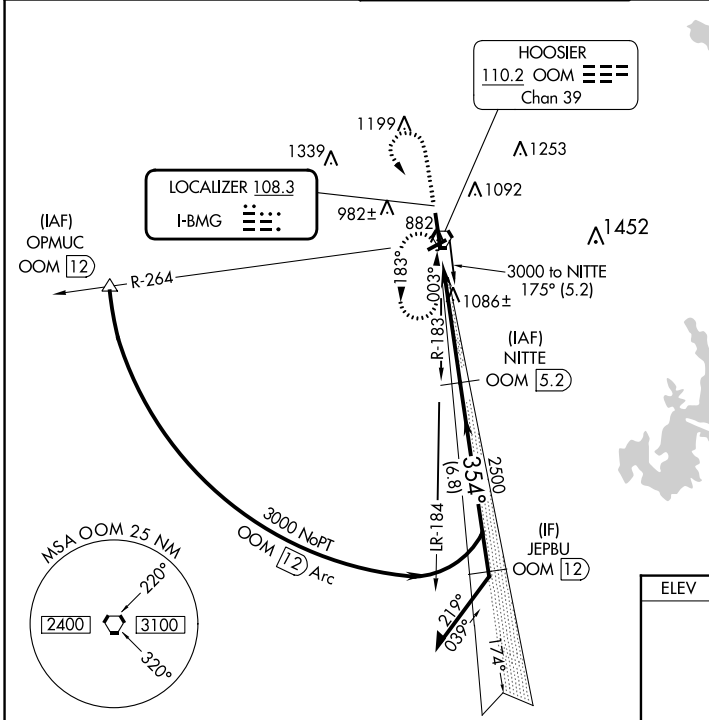 HOOSIER
110.2 OOM
Chan 39
1199
1339
1253
LOCALIZER 108.3
I-BMG
1092
982±
882
1452
(IAF)
OPMUC
OOM 12
R-264
183°
003°
3000 to NITTE
175° (5.2)
1086±
R-183
(IAF)
NITTE
OOM 5.2
2500
354°
(6.8)
LR-184
3000 NoPT
OOM 12 Arc
(IF)
JEPBU
OOM 12
219°
039°
174°
MSA OOM 25 NM
220°
2400
3100
320°
ELEV